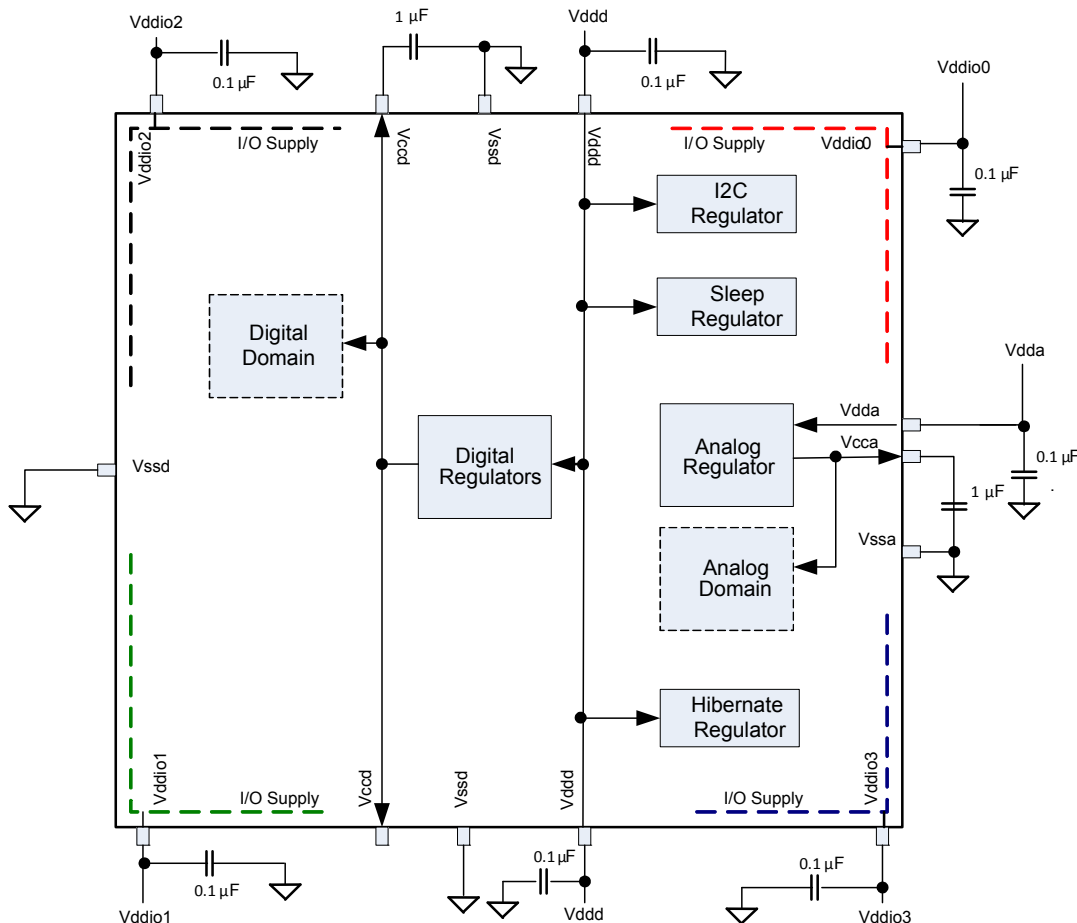 Vddio2
1 µF
Vddd
0.1 µF
0.1 µF
Vddio0
0.1 µF
Vddio2
I/O Supply
Vccd
Vssd
Vddd
I/O Supply
Vddio0
I2C
Regulator
Sleep
Regulator
Digital
Domain
Vdda
Vdda
Digital
Regulators
Analog
Regulator
Vcca
0.1 µF
1 µF
.
Vssd
Vssa
Analog
Domain
Hibernate
Regulator
Vddio1
I/O Supply
Vccd
Vssd
Vddd
I/O Supply
Vddio3
0.1 µF
0.1 µF
0.1 µF
Vddio1
Vddd
Vddio3